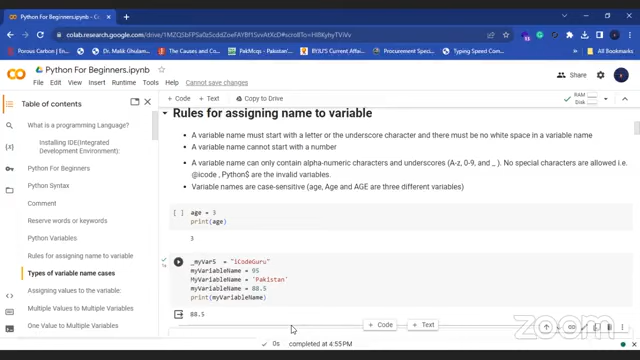 Python For Beginners.ipynb - Col
colab.research.google.com/drive/
Porous Carbon | Eng
Dr. Malik Ghulam...
The Causes and Co...
PakMcqs - Pakistan...
BYJU'S Current Affai...
Procurement Speci...
Typing Speed Com...
All Bookmarks
Python For Beginners.ipynb
File Edit View Insert Runtime Tools Help Cannot save changes
Share
Table of contents
+ Code + Text Copy to Drive
RAM
Disk
What is a programming Language?
Installing IDE(Integrated
Development Environment):
Python For Beginners
Python Syntax
Comment
Reserve words or keywords
Python Variables
Rules for assigning name to variable
Types of variable name cases
Assigning values to the variable:
Multiple Values to Multiple
One Value to Multiple
Rules for assigning name to variable
A variable name must start with a letter or the underscore character and there must be no white space in a variable name
A variable name cannot start with a number
A variable name can only contain alpha-numeric characters and underscores (A-z, 0-9, and _ ). No special characters are allowed i.e.
@icode , Python$ are the invalid variables.
Variable names are case-sensitive (age, Age and AGE are three different variables)
[ ] age = 3
print(age)
3
_myVar5 = "iCodeGuru"
myVariableName = 95
MyVariableName = 'Pakistan'
myVariableName = 88.5
print(myVariableName)
88.5
+ Code + Text
0s completed at 4:55PM
zoom